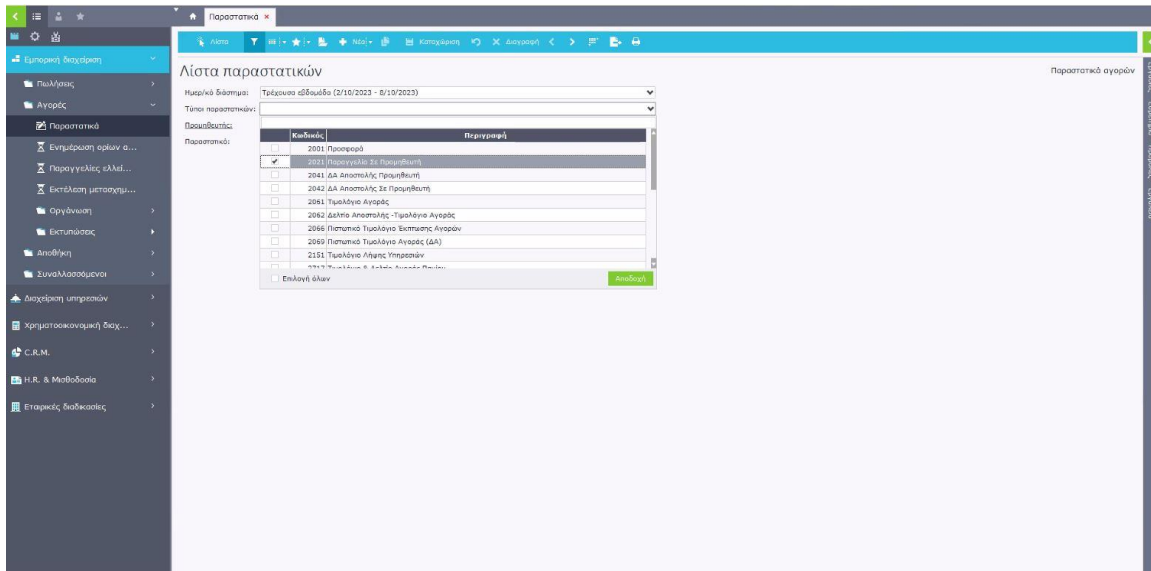 Παραστατικά ×
Λίστα
Νέο
Καταχώριση
Διαγραφή
Εμπορική διαχείριση
Πωλήσεις
Αγορές
Παραστατικά
Ενημέρωση ορίων α...
Παραγγελίες ελλεί...
Εκτέλεση μετασχημ...
Οργάνωση
Εκτυπώσεις
Αποθήκη
Συναλλασσόμενοι
Διαχείριση υπηρεσιών
Χρηματοοικονομική διαχ...
C.R.M.
H.R. & Μισθοδοσία
Εταιρικές διαδικασίες
Λίστα παραστατικών
Παραστατικά αγορών
Ημερ/κό διάστημα: Τρέχουσα εβδομάδα (2/10/2023 - 8/10/2023)
Τύποι παραστατικών:
Προμηθευτής:
Παραστατικό:
Κωδικός Περιγραφή
2001 Προσφορά
2021 Παραγγελία Σε Προμηθευτή
2041 ΔΑ Αποστολής Προμηθευτή
2042 ΔΑ Αποστολής Σε Προμηθευτή
2061 Τιμολόγιο Αγοράς
2062 Δελτίο Αποστολής -Τιμολόγιο Αγοράς
2066 Πιστωτικό Τιμολόγιο Έκπτωσης Αγορών
2069 Πιστωτικό Τιμολόγιο Αγοράς (ΔΑ)
2151 Τιμολόγιο Λήψης Υπηρεσιών
Επιλογή όλων
Αποδοχή